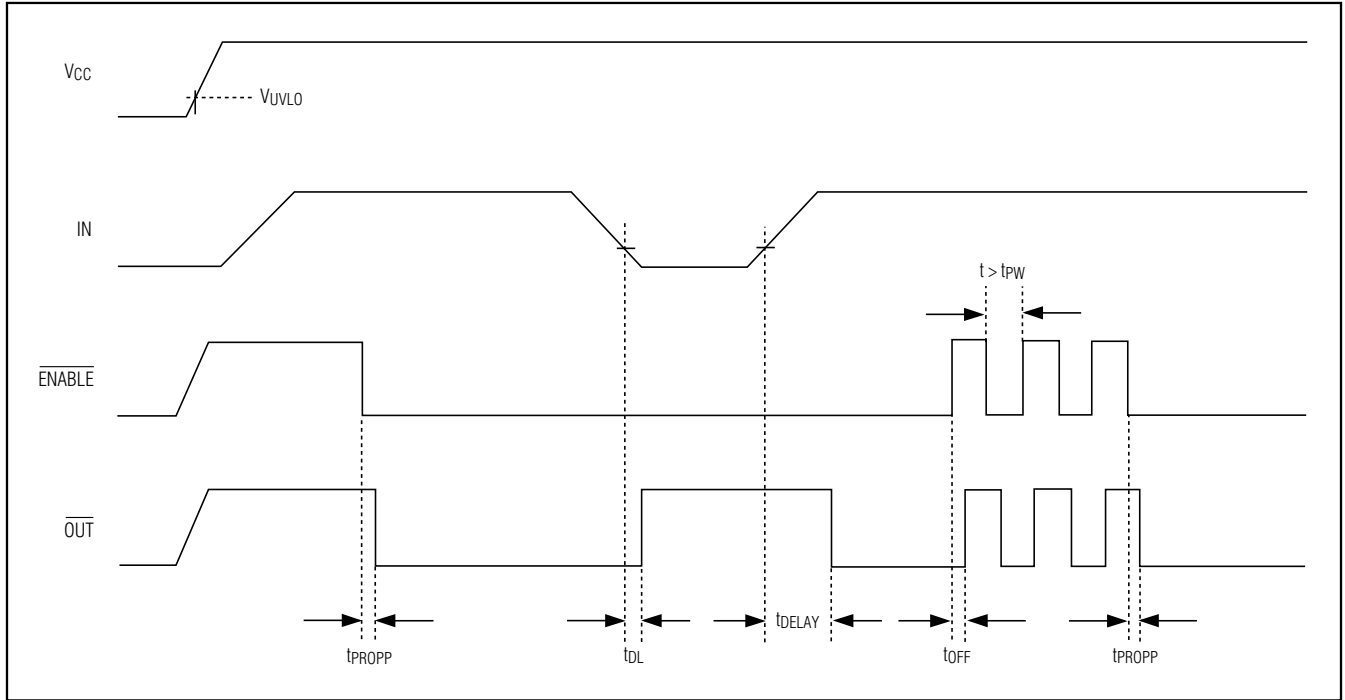 VCC
VUVLO
IN
t > tPW
ENABLE
OUT
tDELAY
tPROPP
tDL
tOFF
tPROPP